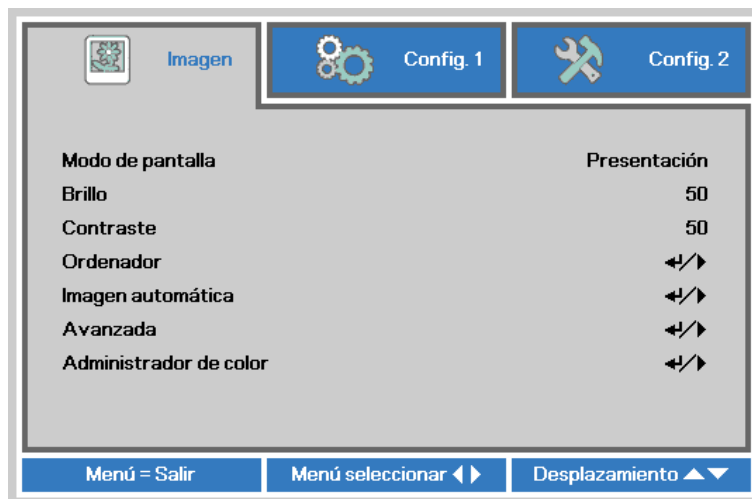 Imagen Config. 1 Config. 2
Modo de pantalla Presentación
Brillo 50
Contraste 50
Ordenador ↵/▶
Imagen automática ↵/▶
Avanzada ↵/▶
Administrador de color ↵/▶
Menú = Salir Menú seleccionar ◀▶ Desplazamiento ▲▼